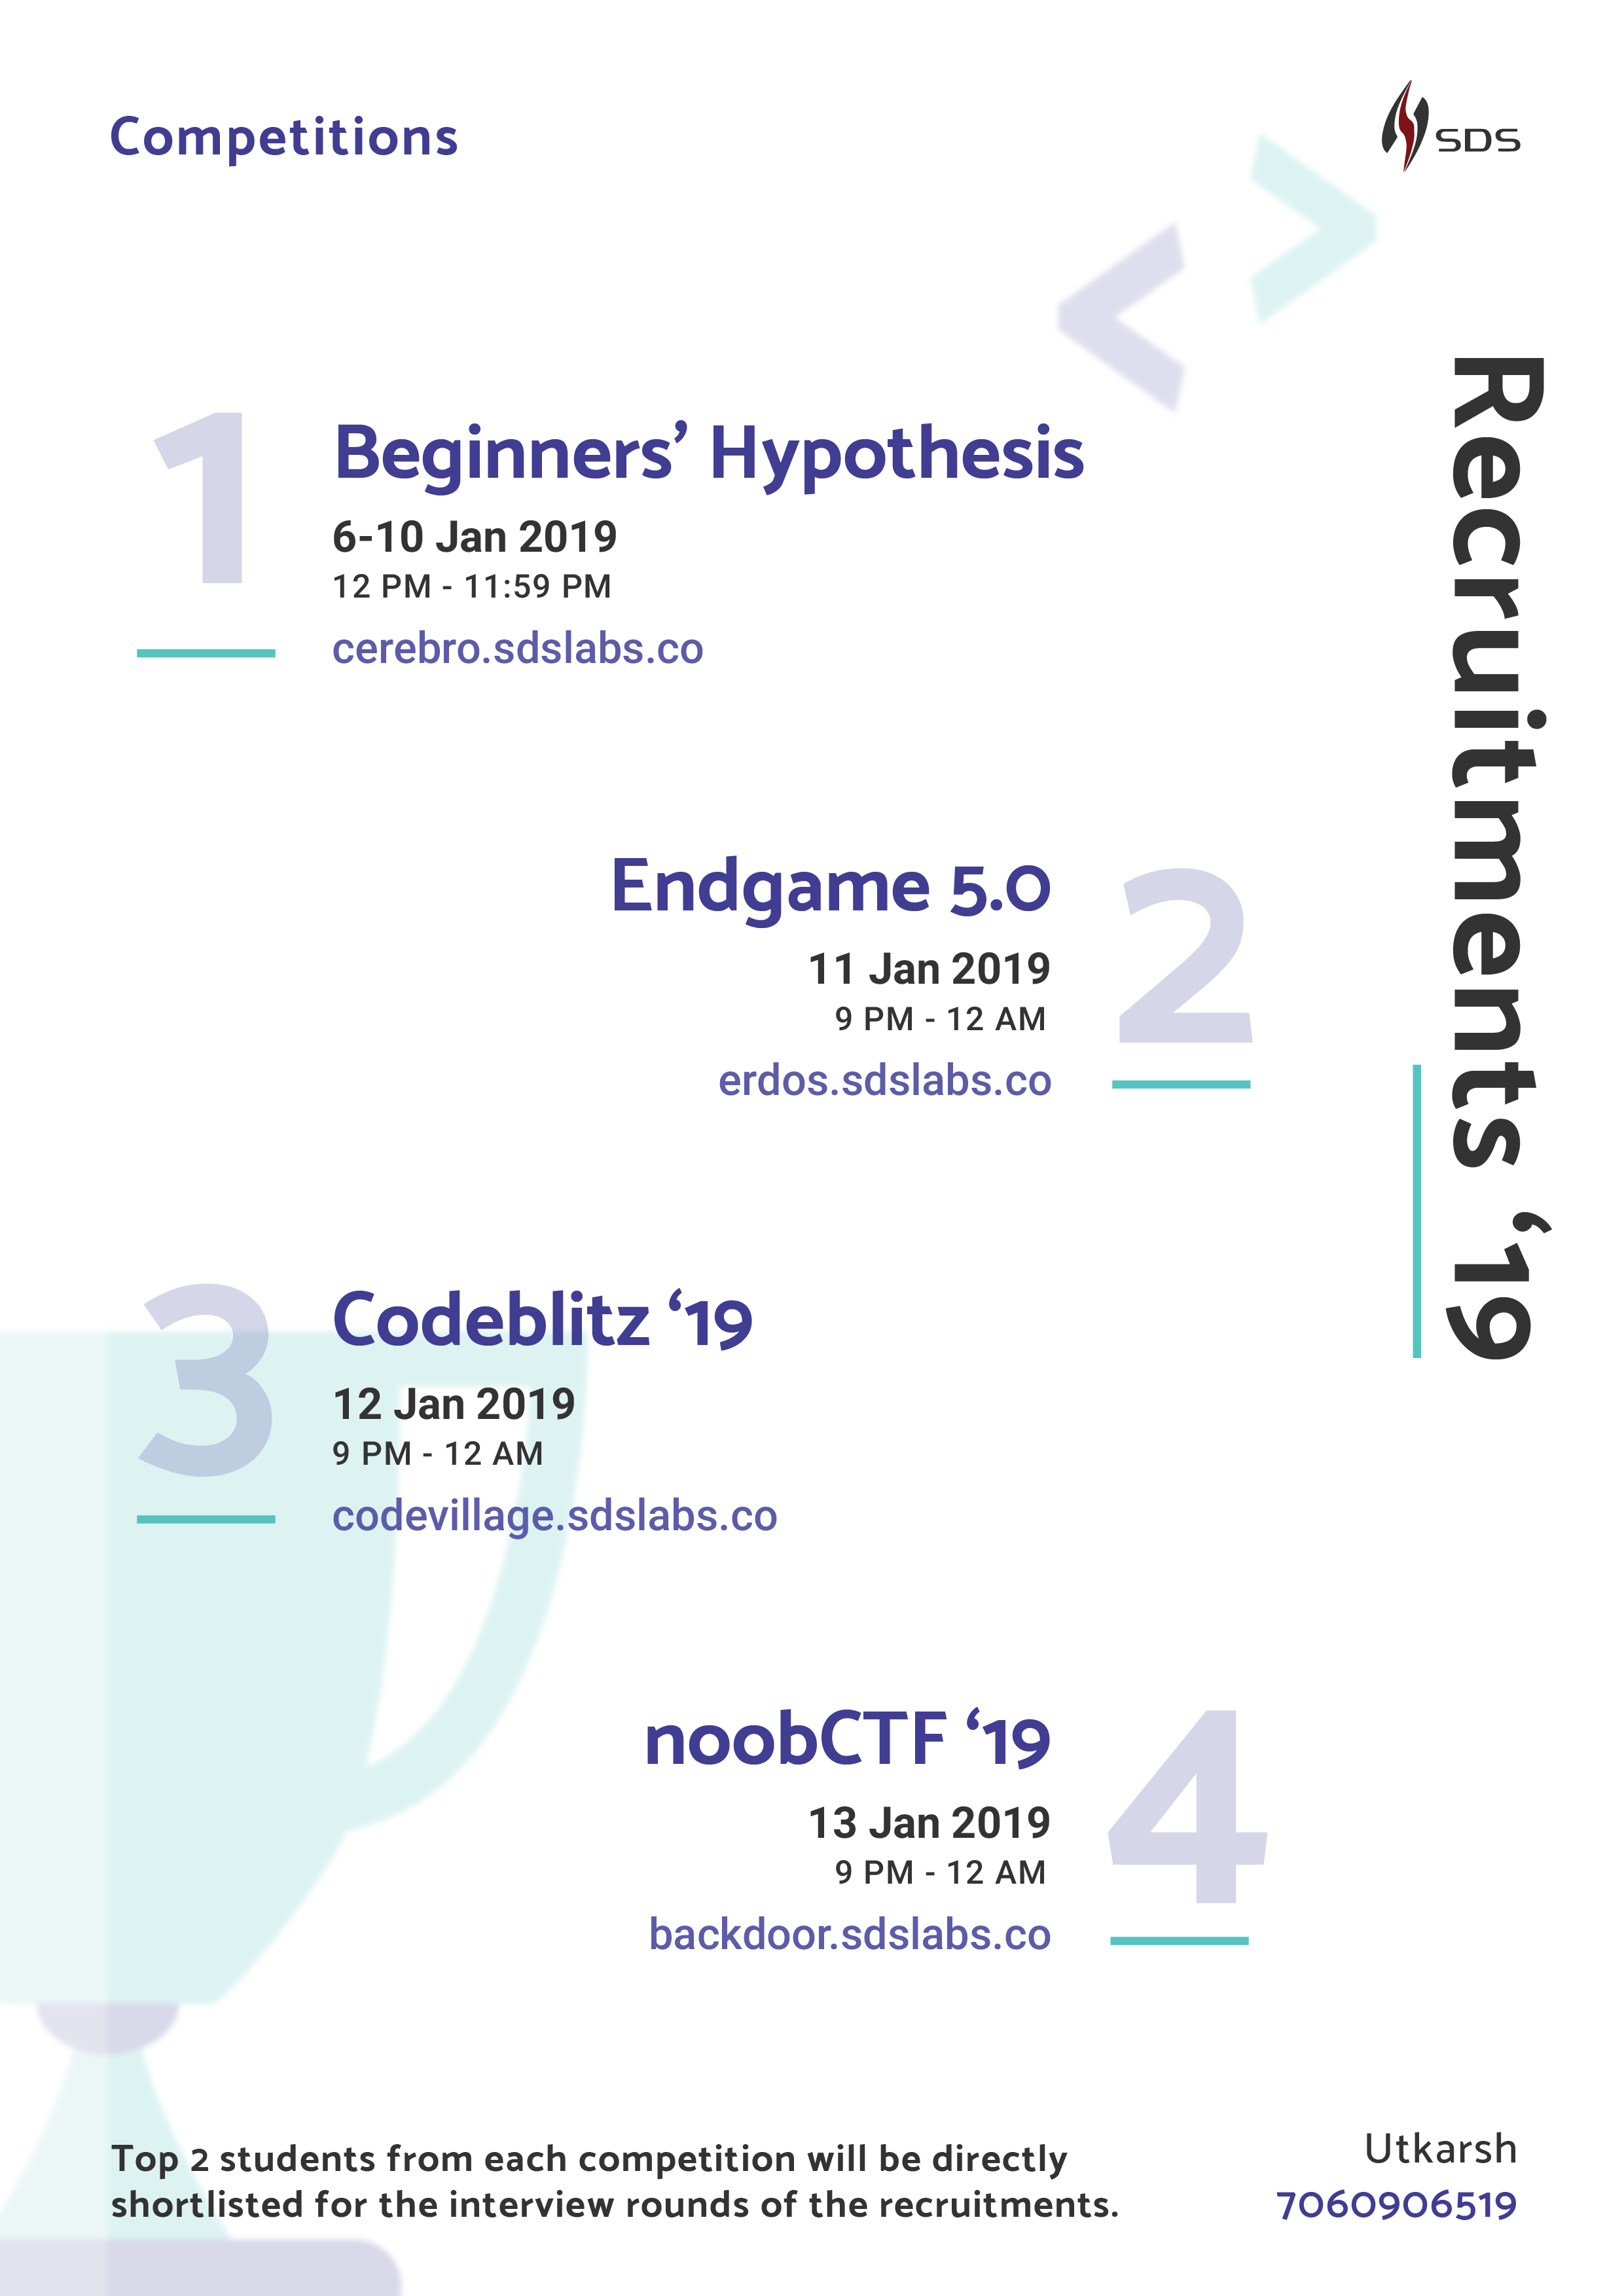 Competitions
SDS
Recruitments ‘19
1
Beginners’ Hypothesis
6-10 Jan 2019
12 PM - 11:59 PM
cerebro.sdslabs.co
2
Endgame 5.0
11 Jan 2019
9 PM - 12 AM
erdos.sdslabs.co
3
Codeblitz ‘19
12 Jan 2019
9 PM - 12 AM
codevillage.sdslabs.co
4
noobCTF ‘19
13 Jan 2019
9 PM - 12 AM
backdoor.sdslabs.co
Top 2 students from each competition will be directly
shortlisted for the interview rounds of the recruitments.
Utkarsh
7060906519